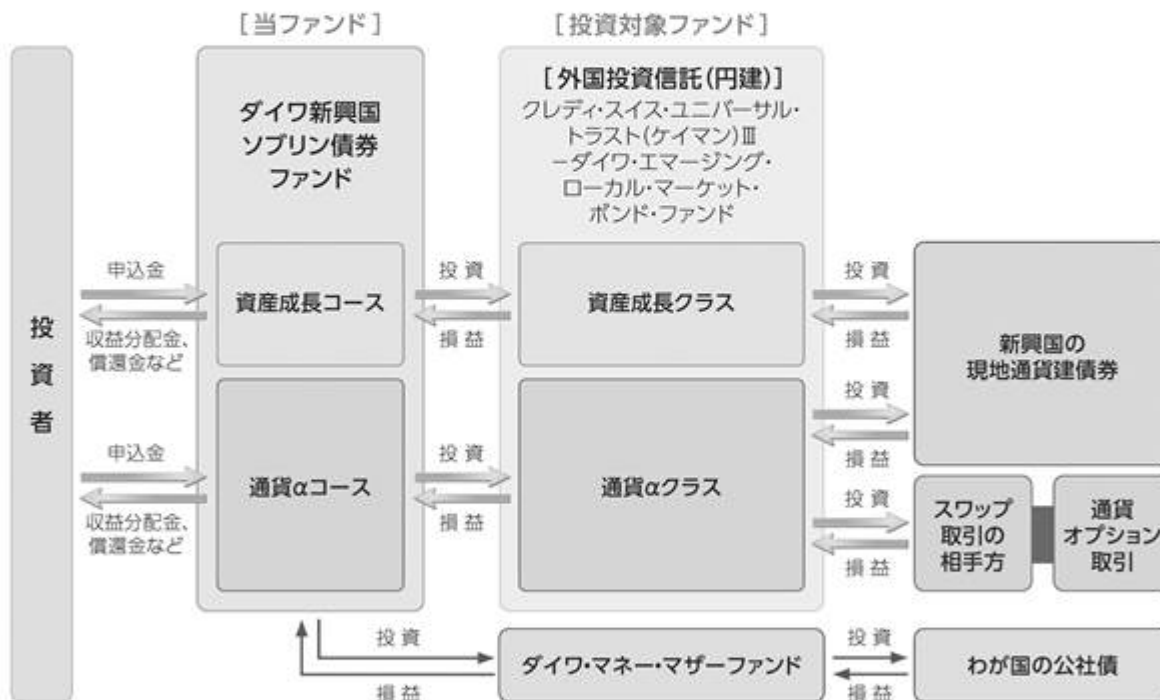 [当ファンド]
[投資対象ファンド]
投資者
ダイワ新興国
ソブリン債券
ファンド
[外国投資信託(円建)]
クレディ・スイス・ユニバーサル・
トラスト(ケイマン)Ⅲ
－ダイワ・エマージング・
ローカル・マーケット・
ボンド・ファンド
申込金
収益分配金、
償還金など
資産成長コース
投資
損益
資産成長クラス
投資
損益
新興国の
現地通貨建債券
投資
損益
申込金
収益分配金、
償還金など
通貨αコース
投資
損益
通貨αクラス
投資
損益
スワップ
取引の
相手方
通貨
オプション
取引
投資
損益
ダイワ・マネー・マザーファンド
投資
損益
わが国の公社債